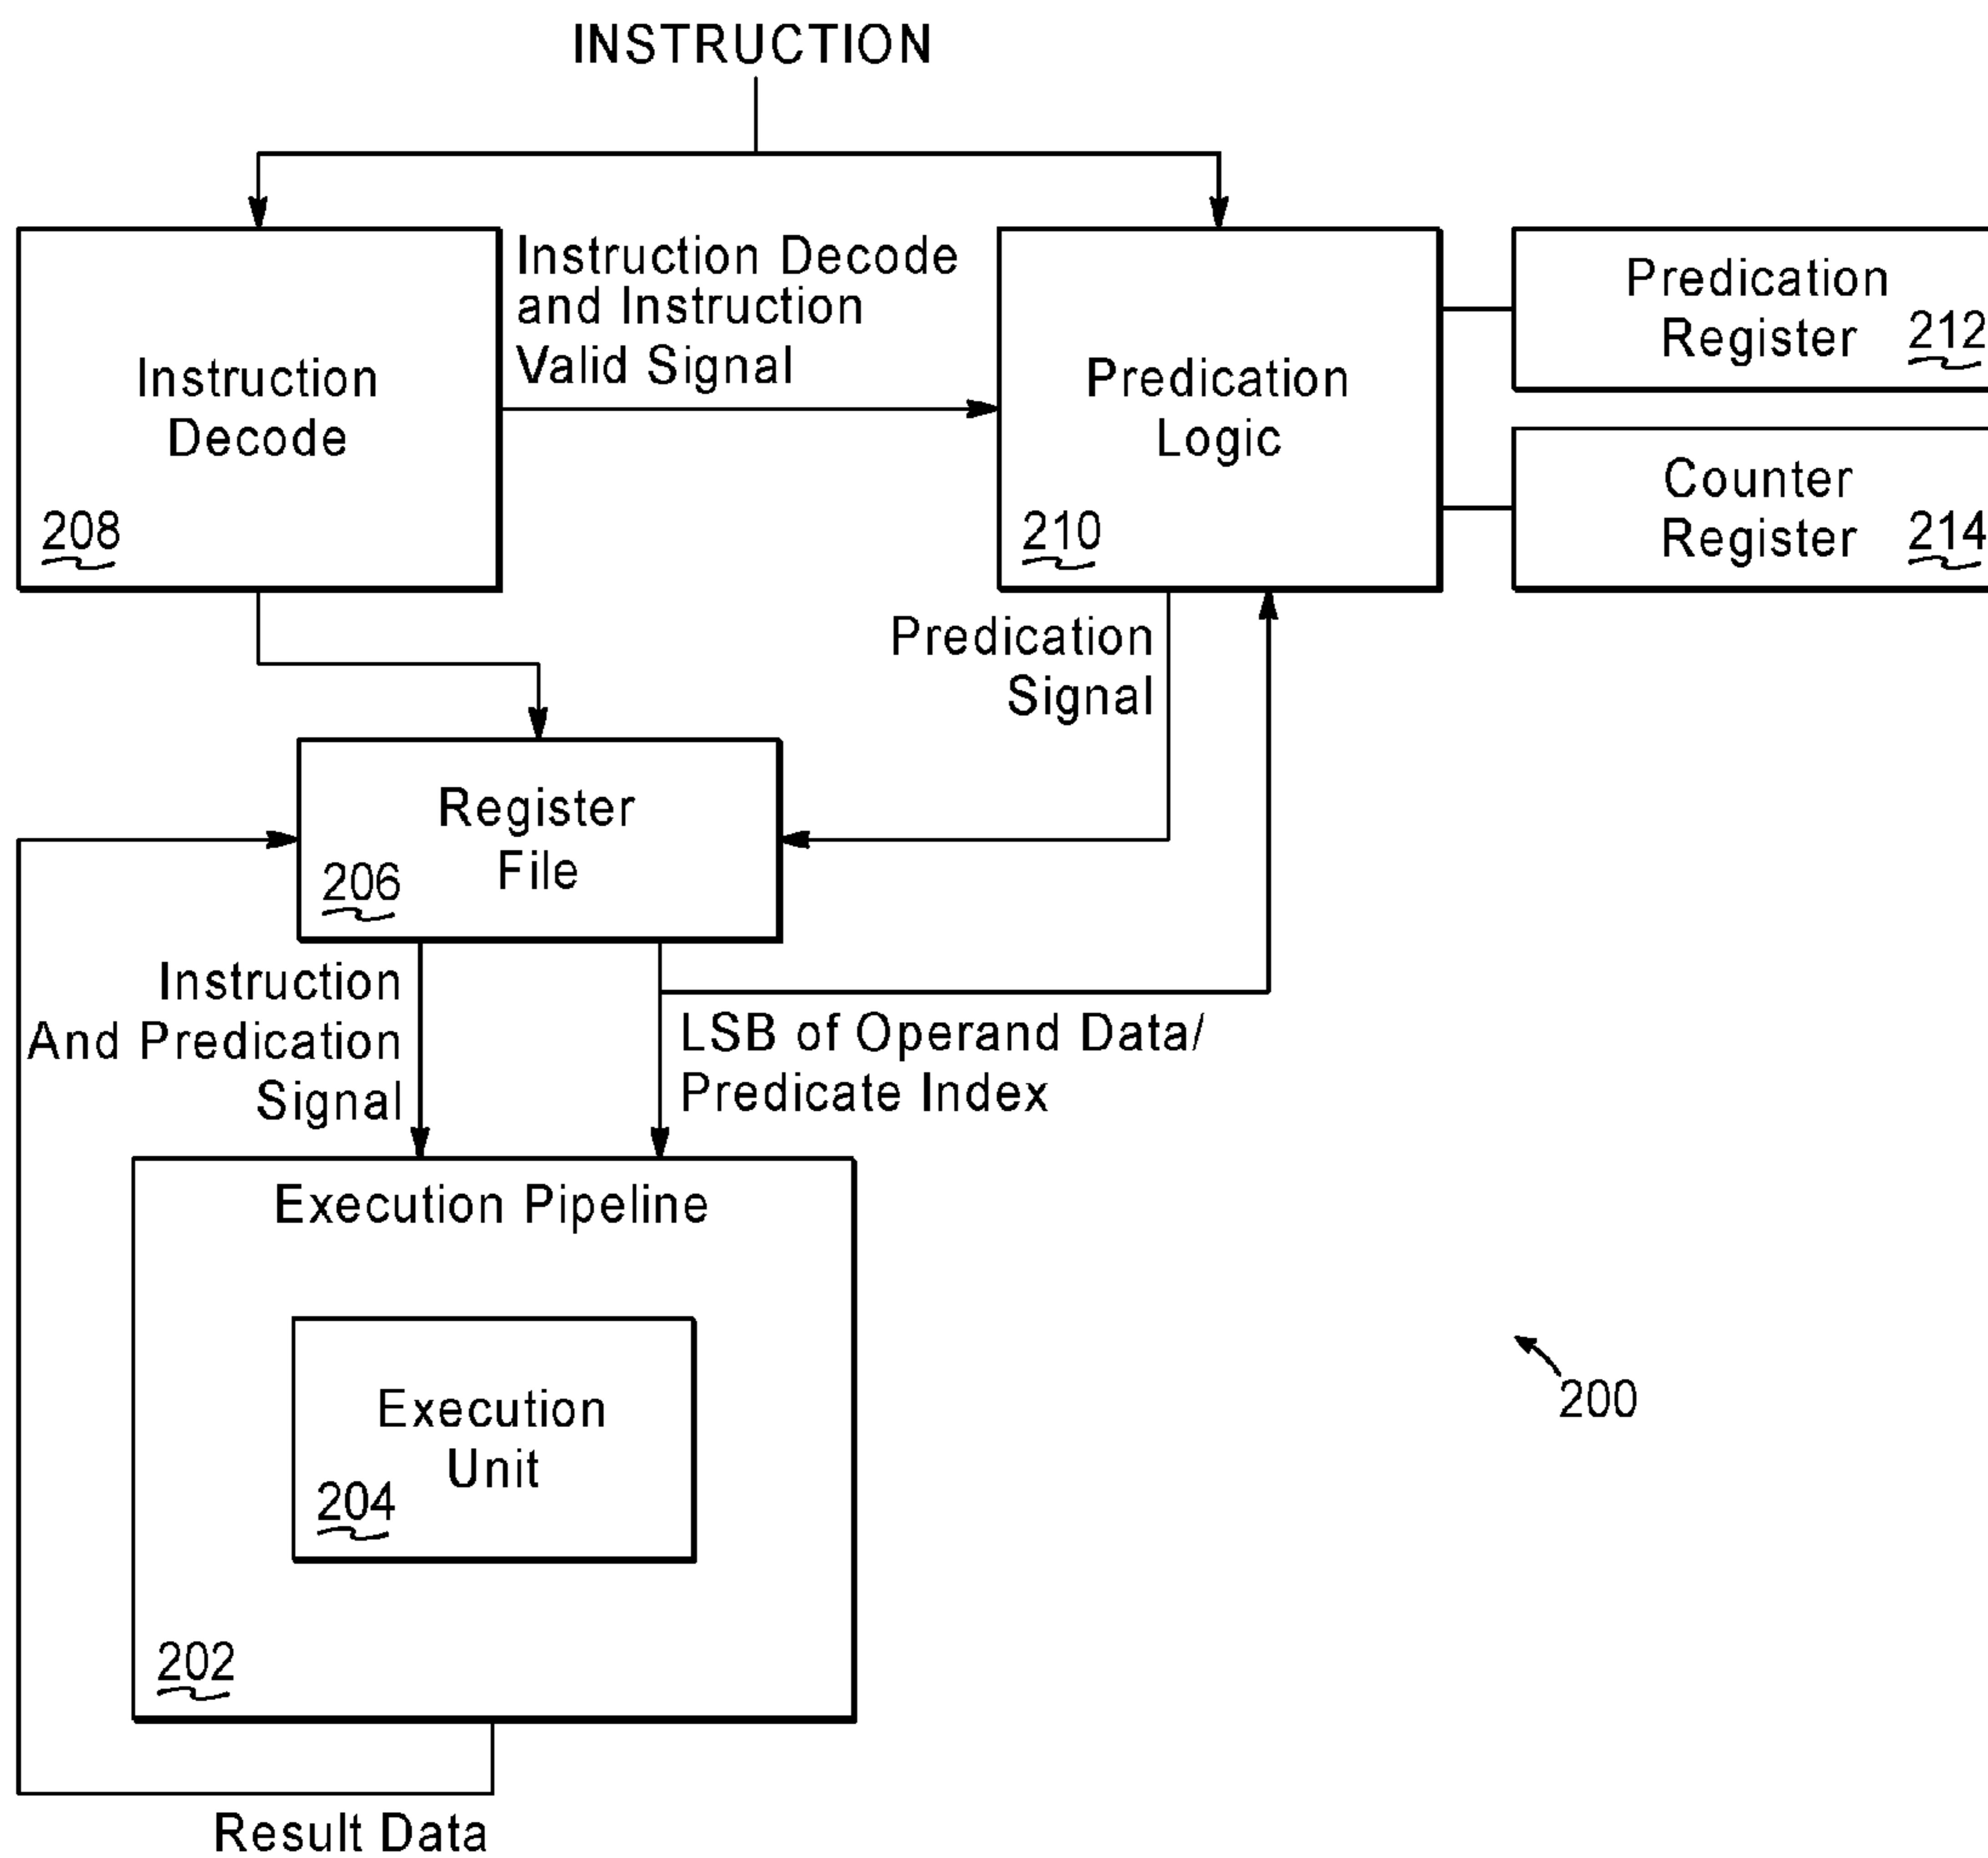 INSTRUCTION
Instruction Decode
and Instruction
Valid Signal
Instruction
Decode
208
Predication
Logic
210
Predication
Register 212
Counter
Register 214
Predication
Signal
Register
File
206
Instruction
And Predication
Signal
LSB of Operand Data/
Predicate Index
Execution Pipeline
Execution
Unit
204
202
200
Result Data